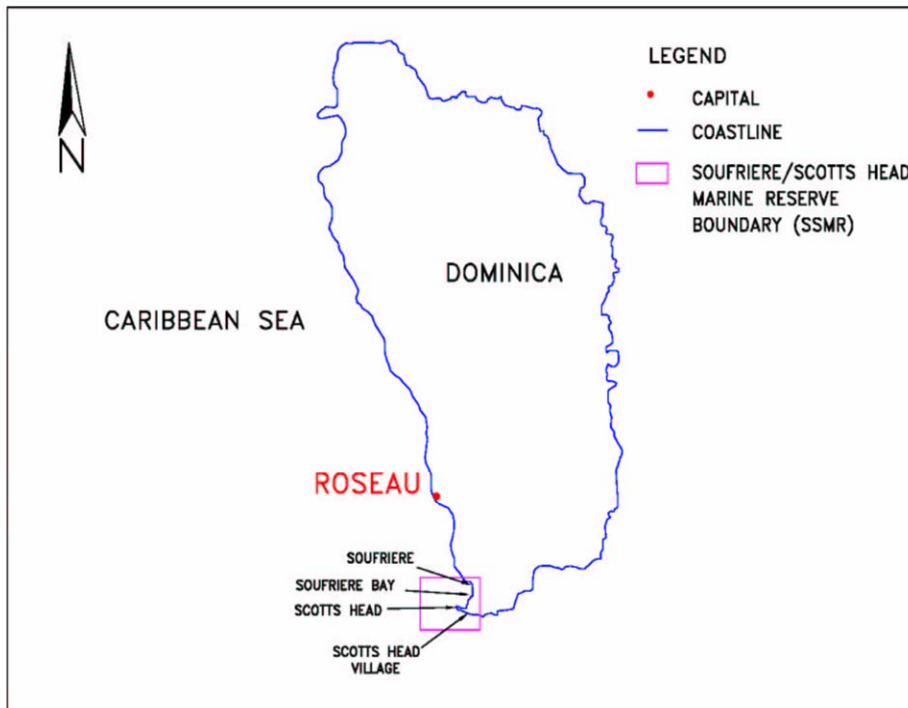 N
LEGEND
CAPITAL
COASTLINE
SOUFRIERE/SCOTTS HEAD
MARINE RESERVE
BOUNDARY (SSMR)
DOMINICA
CARIBBEAN SEA
ROSEAU
SOUFRIERE
SOUFRIERE BAY
SCOTTS HEAD
SCOTTS HEAD
VILLAGE